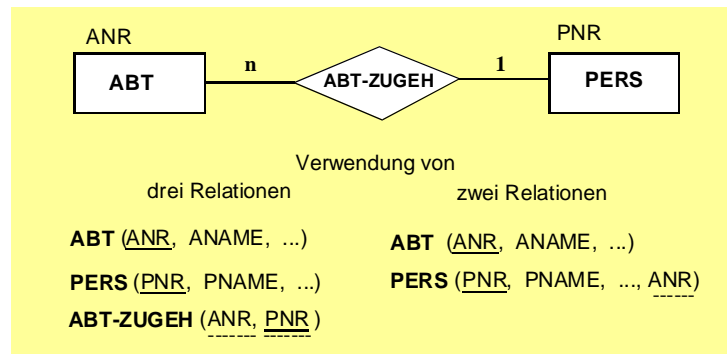 ANR PNR
ABT n ABT-ZUGEH 1 PERS
Verwendung von
drei Relationen zwei Relationen
ABT (ANR, ANAME, ...) ABT (ANR, ANAME, ...)
PERS (PNR, PNAME, ...) PERS (PNR, PNAME, ..., ANR)
ABT-ZUGEH (ANR, PNR )